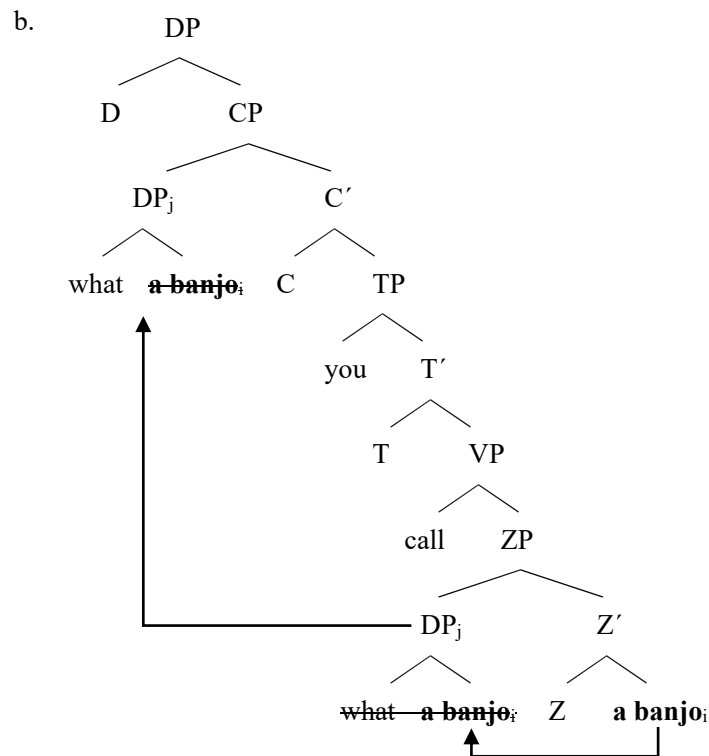 b. DP
D CP
DPj C′
what a banjoi C TP
you T′
T VP
call ZP
DPj Z′
what a banjoi Z a banjoi